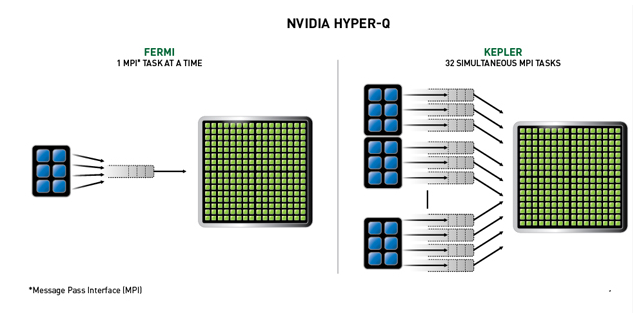 NVIDIA HYPER-Q
FERMI
1 MPI* TASK AT A TIME
KEPLER
32 SIMULTANEOUS MPI TASKS
*Message Pass Interface (MPI)